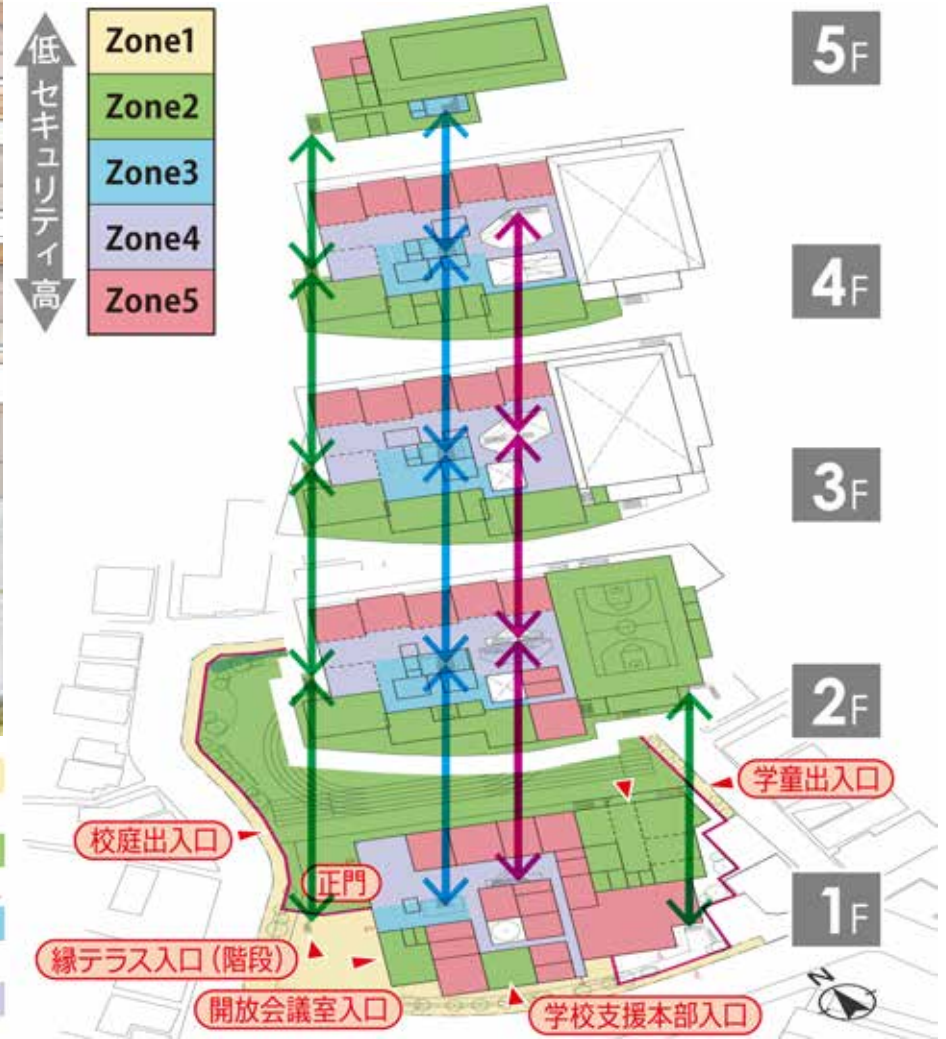 低 セキュリティ 高
Zone1
Zone2
Zone3
Zone4
Zone5
5F
4F
3F
2F
1F
学童出入口
校庭出入口
正門
縁テラス入口（階段）
開放会議室入口
学校支援本部入口
N